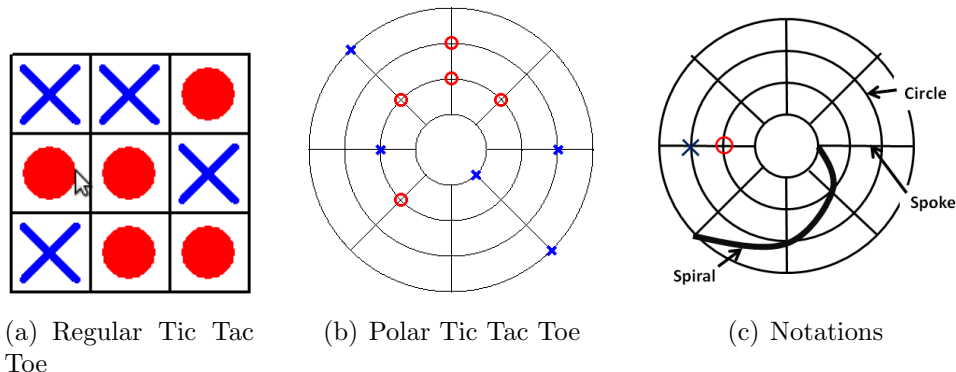 Circle
Spoke
Spiral
(a) Regular Tic Tac
Toe
(b) Polar Tic Tac Toe
(c) Notations